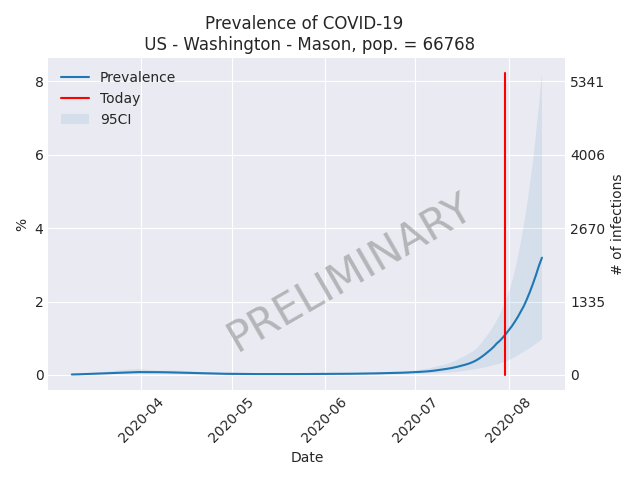 Prevalence of COVID-19
US - Washington - Mason, pop. = 66768
Prevalence
Today
95CI
8
6
4
2
0
%
5341
4006
2670
1335
0
# of infections
PRELIMINARY
2020-04
2020-05
2020-06
2020-07
2020-08
Date